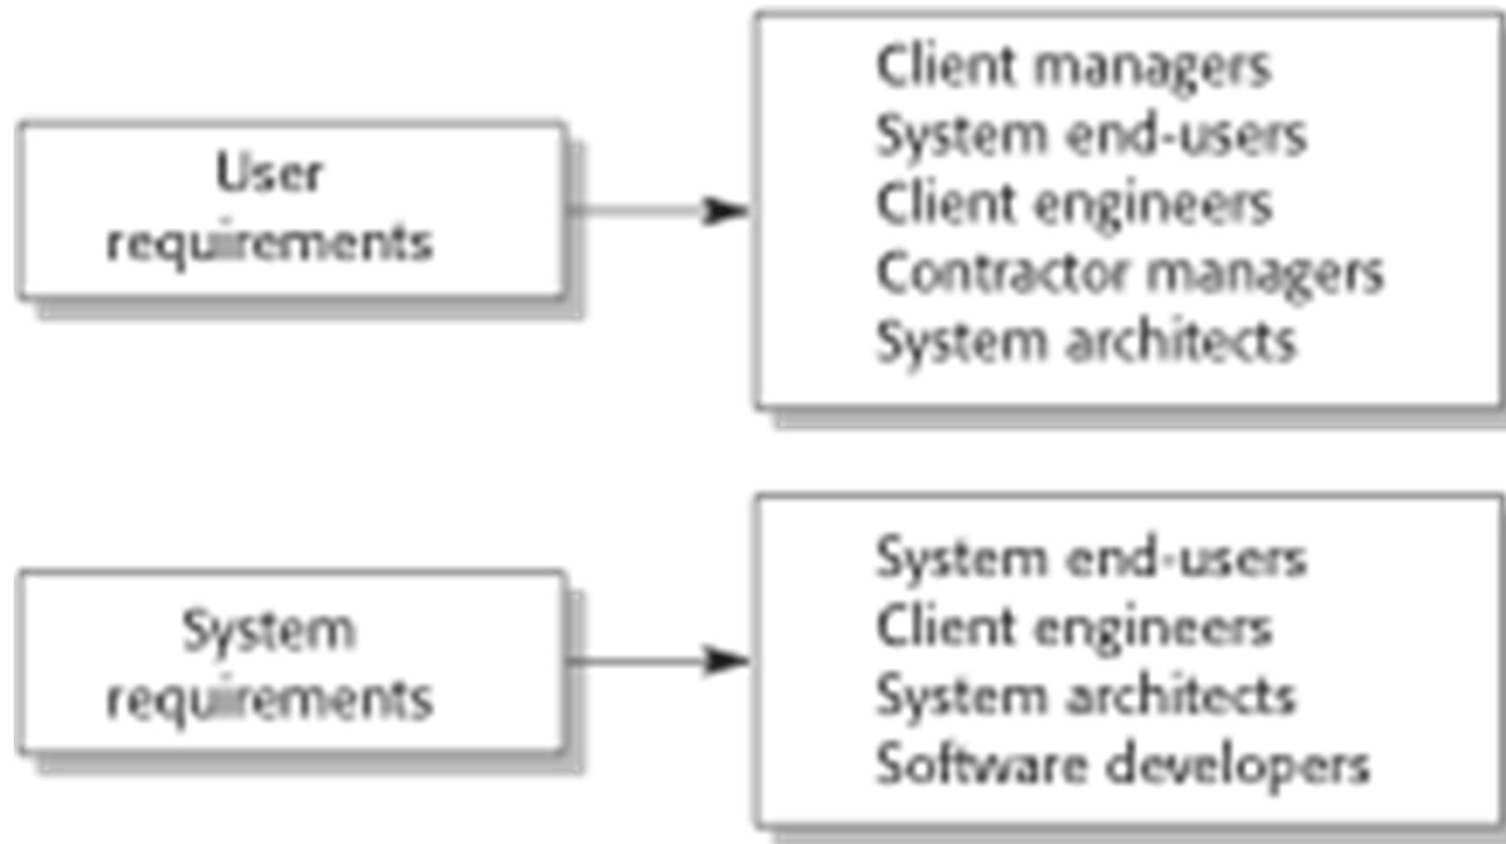 User
requirements
Client managers
System end-users
Client engineers
Contractor managers
System architects
System
requirements
System end-users
Client engineers
System architects
Software developers